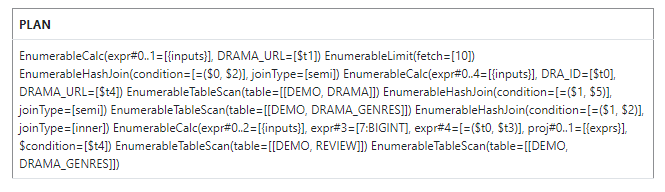 PLAN
EnumerableCalc(expr#0..1=[{inputs}], DRAMA_URL=[$t1]) EnumerableLimit(fetch=[10])
EnumerableHashJoin(condition=[=($0, $2)], joinType=[semi]) EnumerableCalc(expr#0..4=[{inputs}], DRA_ID=[$t0],
DRAMA_URL=[$t4]) EnumerableTableScan(table=[[DEMO, DRAMA]]) EnumerableHashJoin(condition=[=($1, $5)],
joinType=[semi]) EnumerableTableScan(table=[[DEMO, DRAMA_GENRES]]) EnumerableHashJoin(condition=[=($1, $2)],
joinType=[inner]) EnumerableCalc(expr#0..2=[{inputs}], expr#3=[7:BIGINT], expr#4=[=($t0, $t3)], proj#0..1=[{exprs}],
$condition=[$t4]) EnumerableTableScan(table=[[DEMO, REVIEW]]) EnumerableTableScan(table=[[DEMO,
DRAMA_GENRES]])